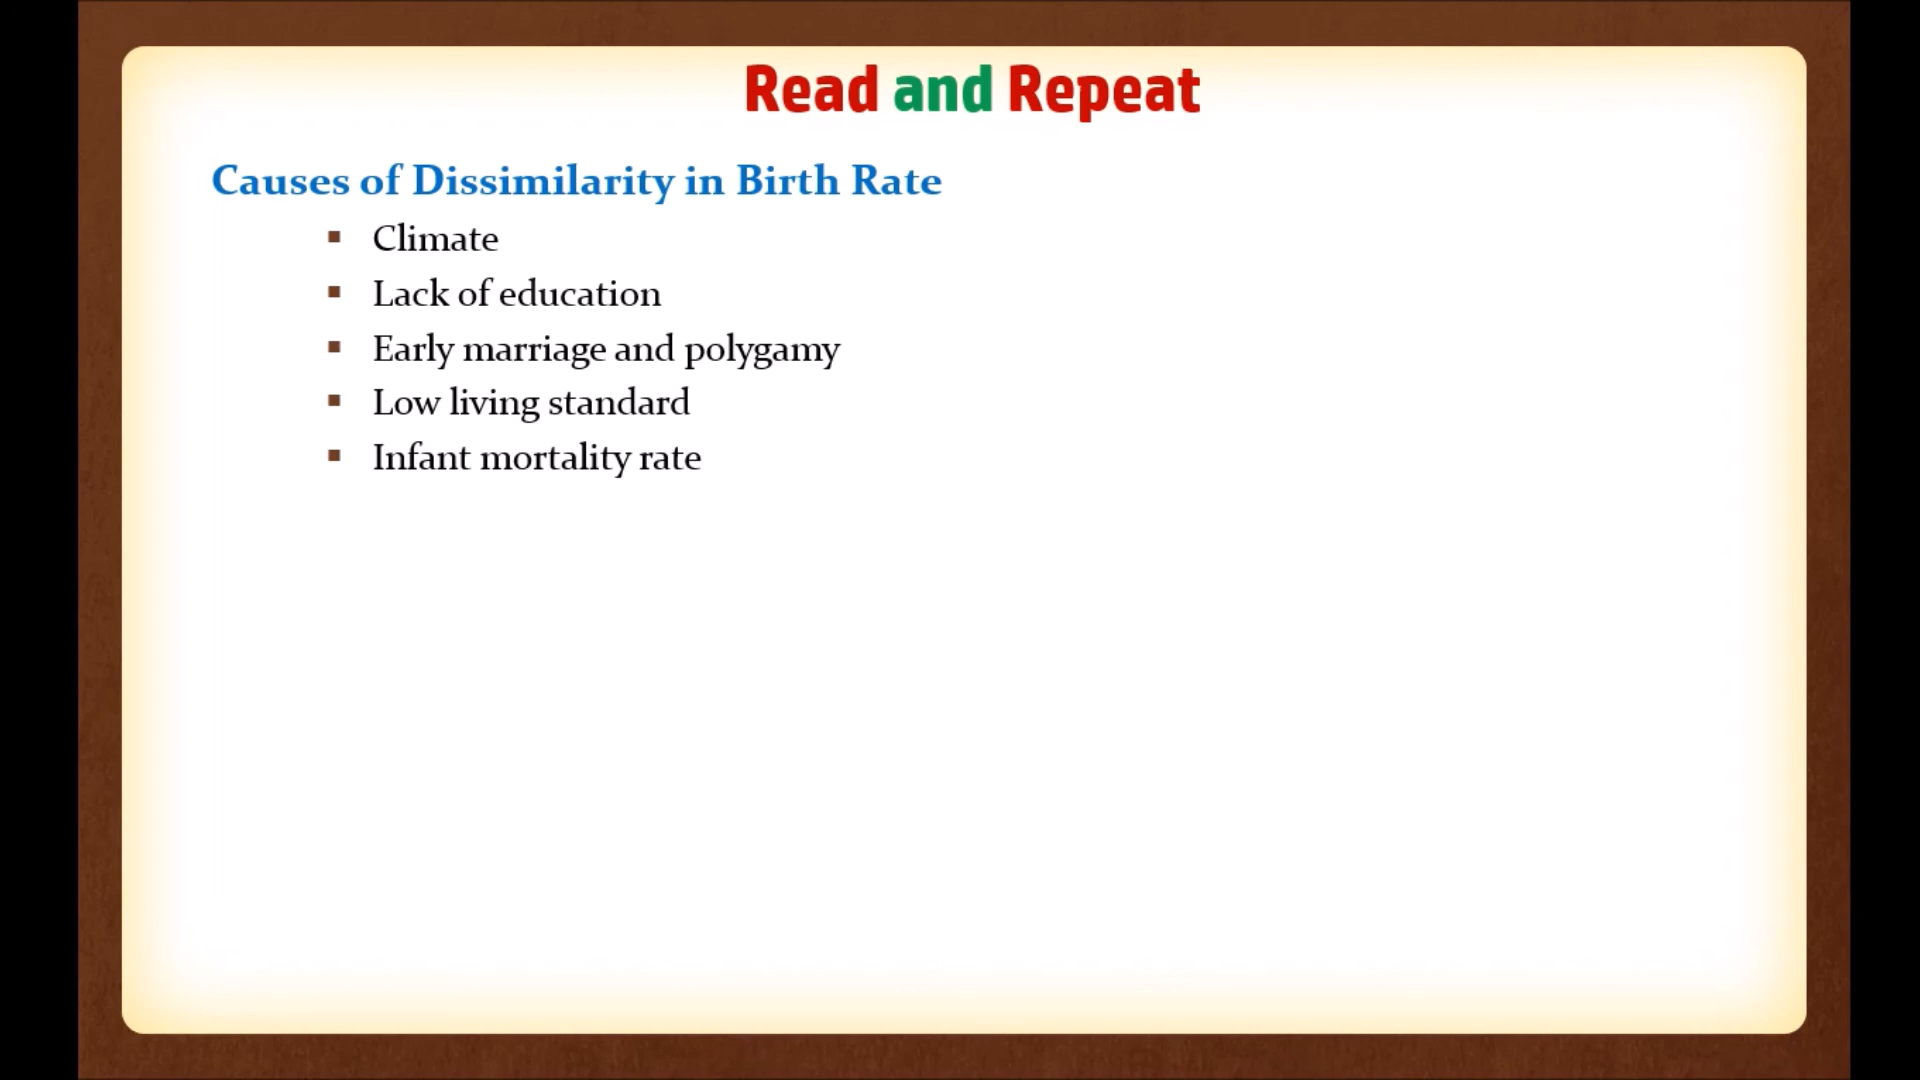 Read and Repeat
Causes of Dissimilarity in Birth Rate
▪ Climate
▪ Lack of education
▪ Early marriage and polygamy
▪ Low living standard
▪ Infant mortality rate